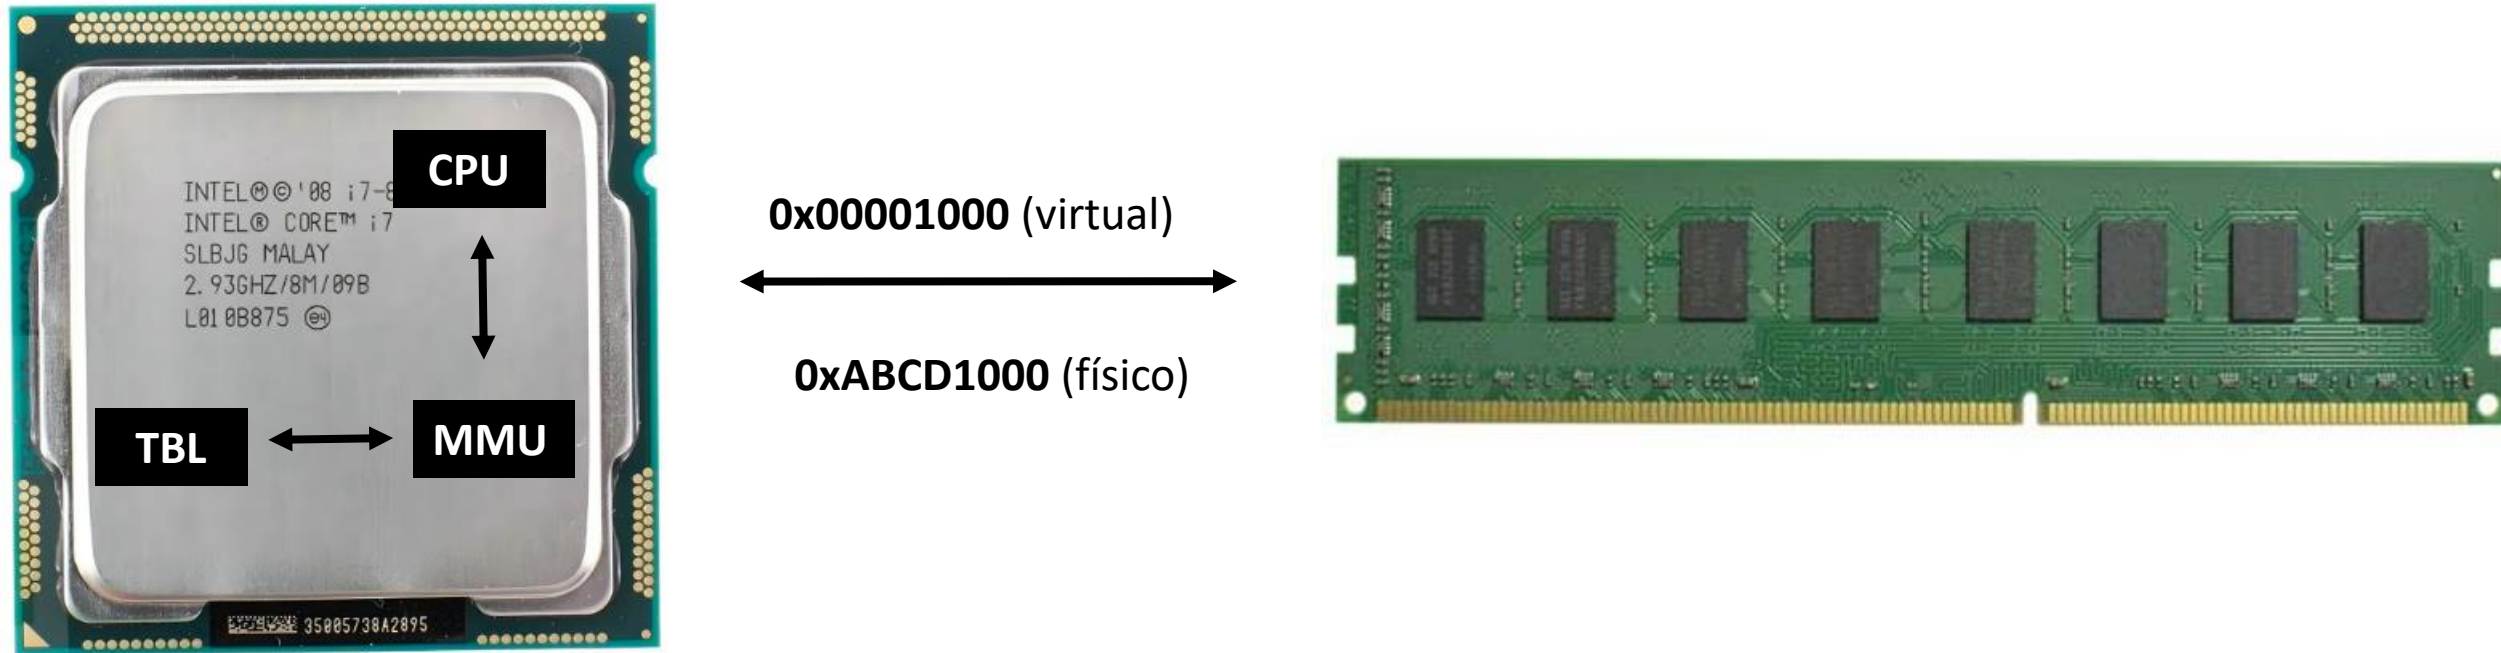 CPU
INTEL®©'08 i7-8
INTEL® CORE™ i7
SLBJG MALAY
2.93GHZ/8M/09B
L010B875 e4
TBL
MMU
35005738A2895
0x00001000 (virtual)
0xABCD1000 (físico)